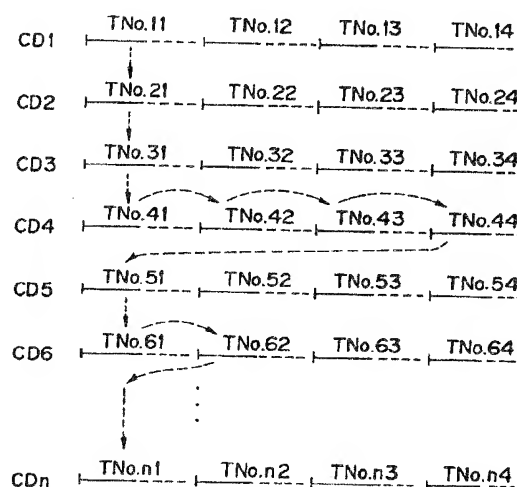 CD1 TNo.11 TNo.12 TNo.13 TNo.14
CD2 TNo.21 TNo.22 TNo.23 TNo.24
CD3 TNo.31 TNo.32 TNo.33 TNo.34
CD4 TNo.41 TNo.42 TNo.43 TNo.44
CD5 TNo.51 TNo.52 TNo.53 TNo.54
CD6 TNo.61 TNo.62 TNo.63 TNo.64
CDn TNo.n1 TNo.n2 TNo.n3 TNo.n4